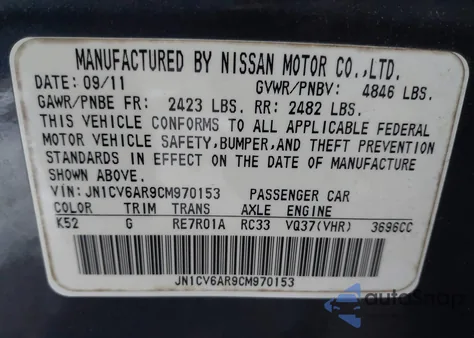 MANUFACTURED BY NISSAN MOTOR CO.,LTD.
DATE: 09/11 GVWR/PNBV: 4846 LBS.
GAWR/PNBE FR: 2423 LBS. RR: 2482 LBS.
THIS VEHICLE CONFORMS TO ALL APPLICABLE FEDERAL
MOTOR VEHICLE SAFETY,BUMPER,AND THEFT PREVENTION
STANDARDS IN EFFECT ON THE DATE OF MANUFACTURE
SHOWN ABOVE.
VIN: JN1CV6AR9CM970153 PASSENGER CAR
COLOR TRIM TRANS AXLE ENGINE
K52 G RE7R01A RC33 VQ37(VHR) 3696CC
JN1CV6AR9CM970153
autoSnap